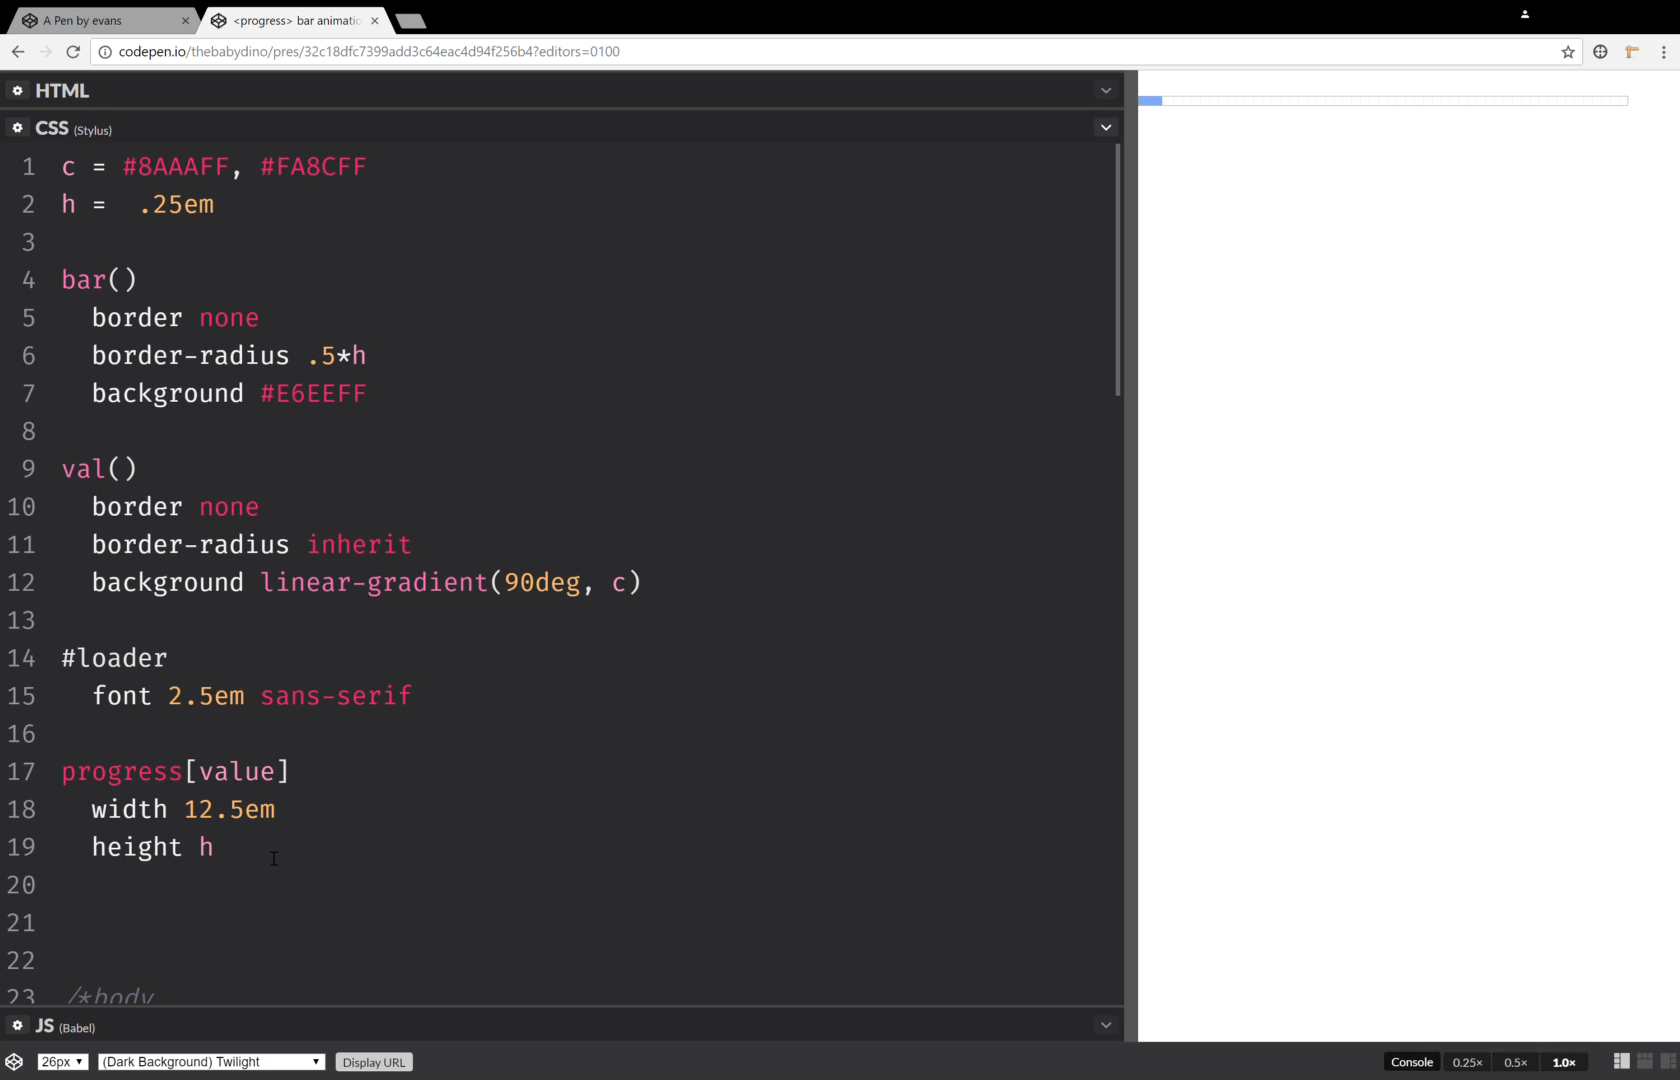 A Pen by evans
<progress> bar animatio
codepen.io/thebabydino/pres/32c18dfc7399add3c64eac4d94f256b4?editors=0100
HTML
CSS (Stylus)
1 c = #8AAAFF, #FA8CFF
2 h = .25em
3
4 bar()
5 border none
6 border-radius .5*h
7 background #E6EEFF
8
9 val()
10 border none
11 border-radius inherit
12 background linear-gradient(90deg, c)
13
14 #loader
15 font 2.5em sans-serif
16
17 progress[value]
18 width 12.5em
19 height h
20
21
22
23 /*body
JS (Babel)
26px (Dark Background) Twilight Display URL Console 0.25× 0.5× 1.0×